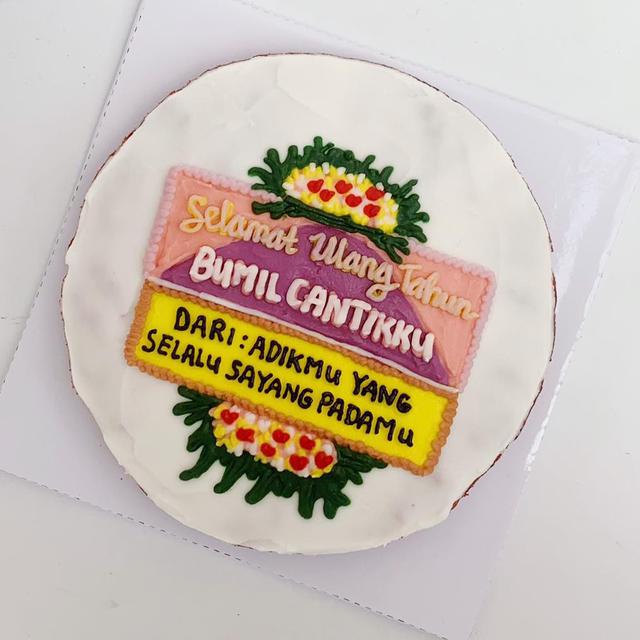 Selamat Ulang Tahun
BUMIL CANTIKKU
DARI : ADIKMU YANG
SELALU SAYANG PADAMU